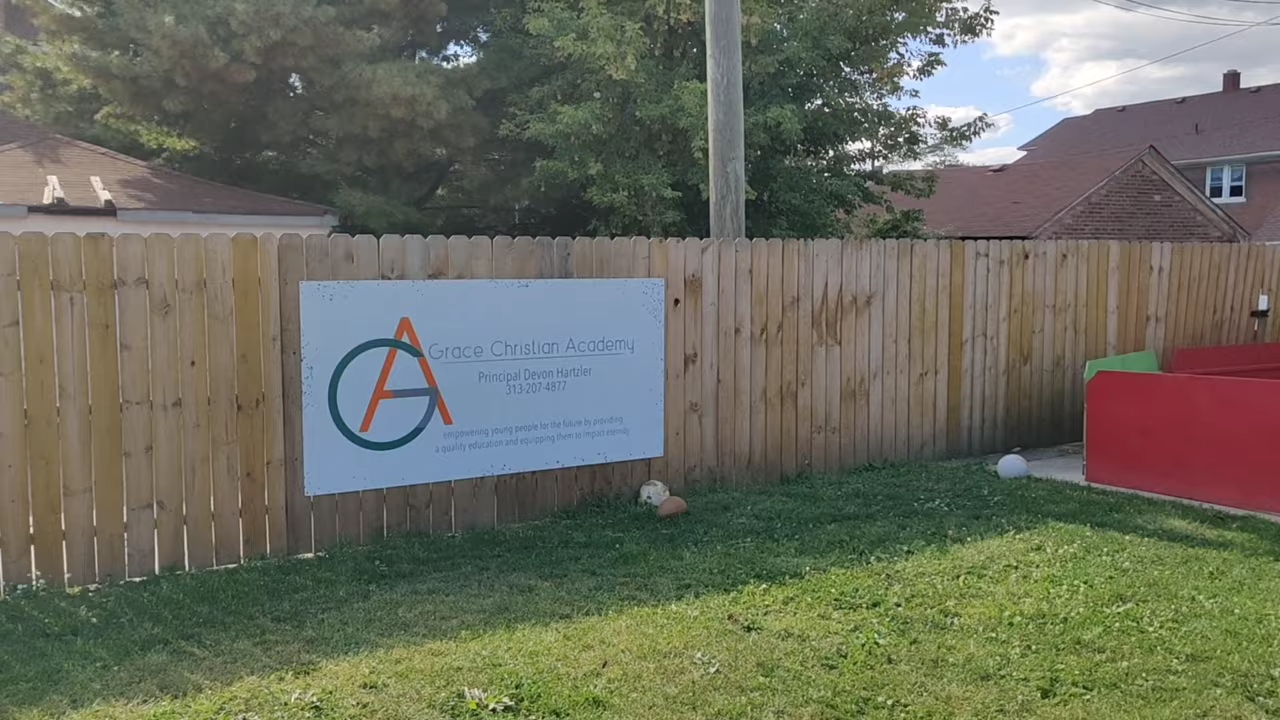 GA
Grace Christian Academy
Principal Devon Hartzler
313-207-4877
empowering young people for the future by providing
a quality education and equipping them to impact eternity